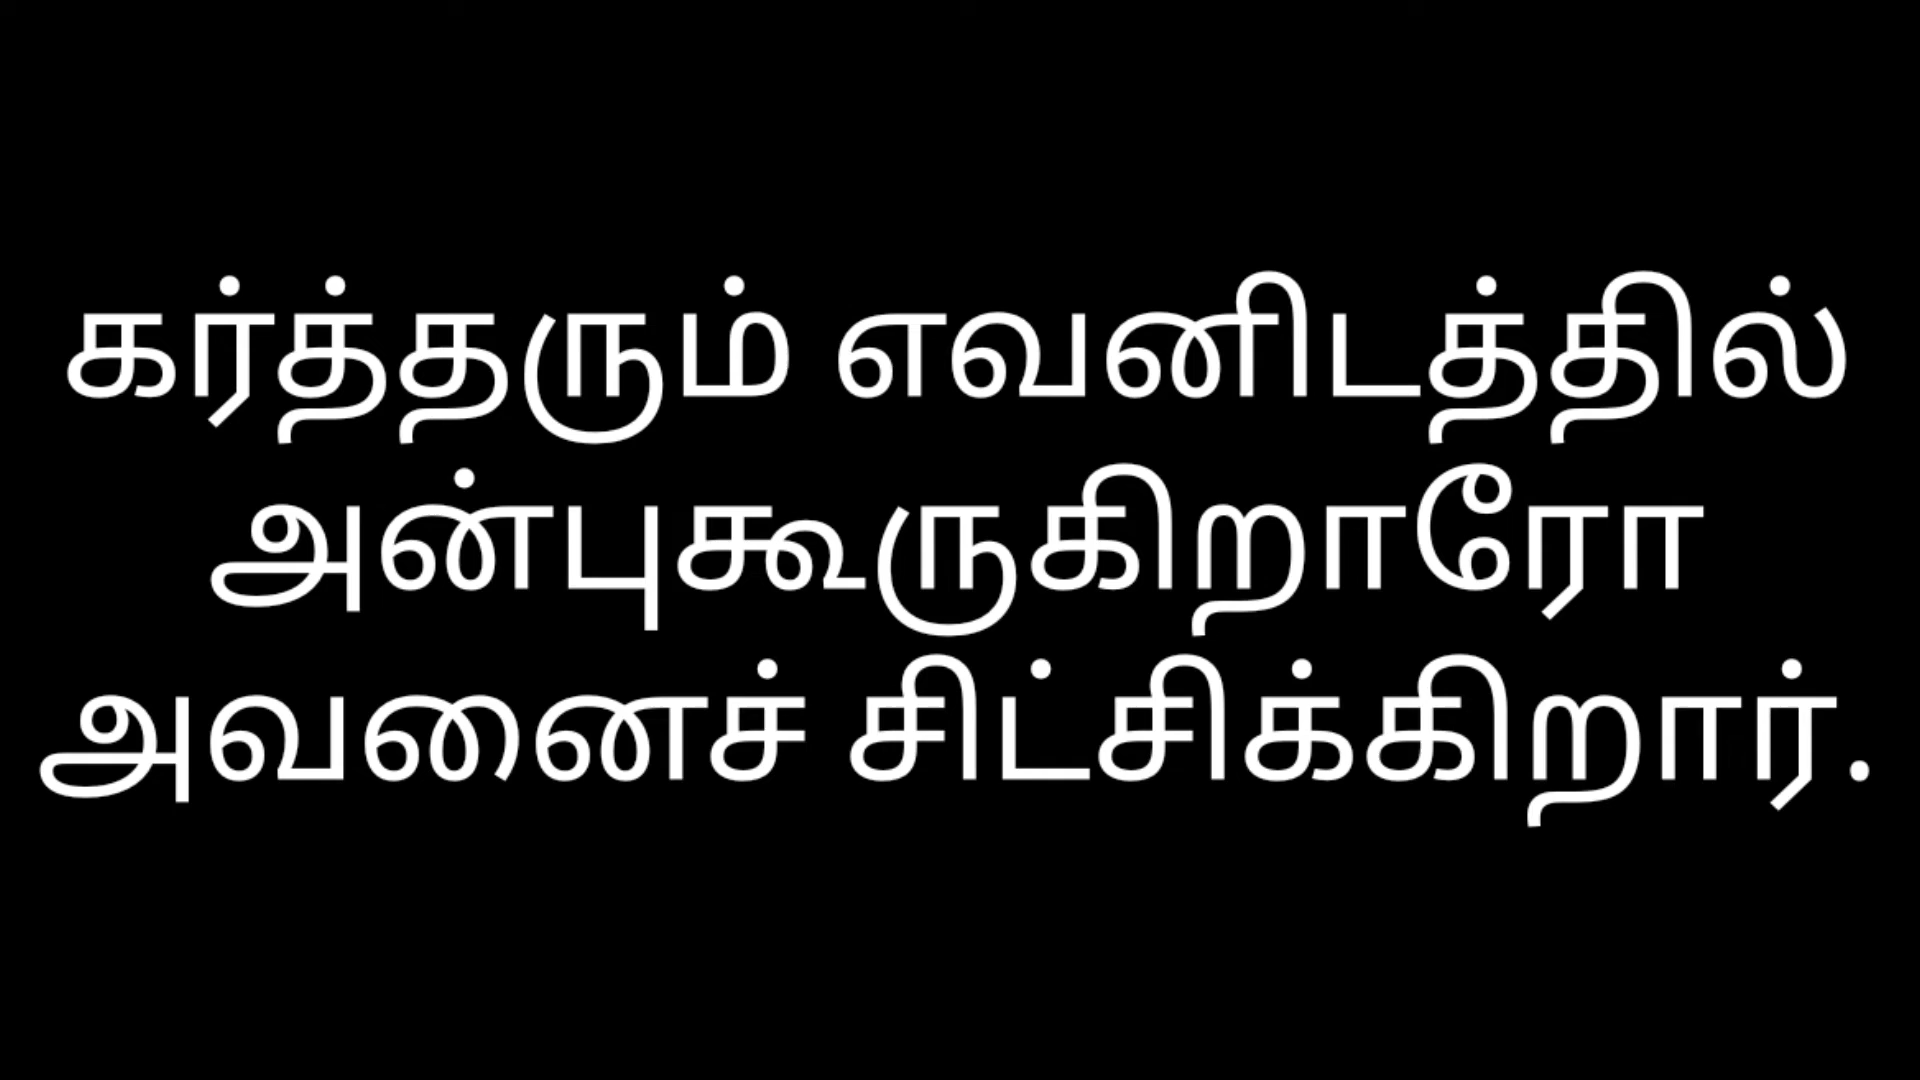 கர்த்தரும் எவனிடத்தில்
அன்புகூருகிறாரோ
அவனைச் சிட்சிக்கிறார்.